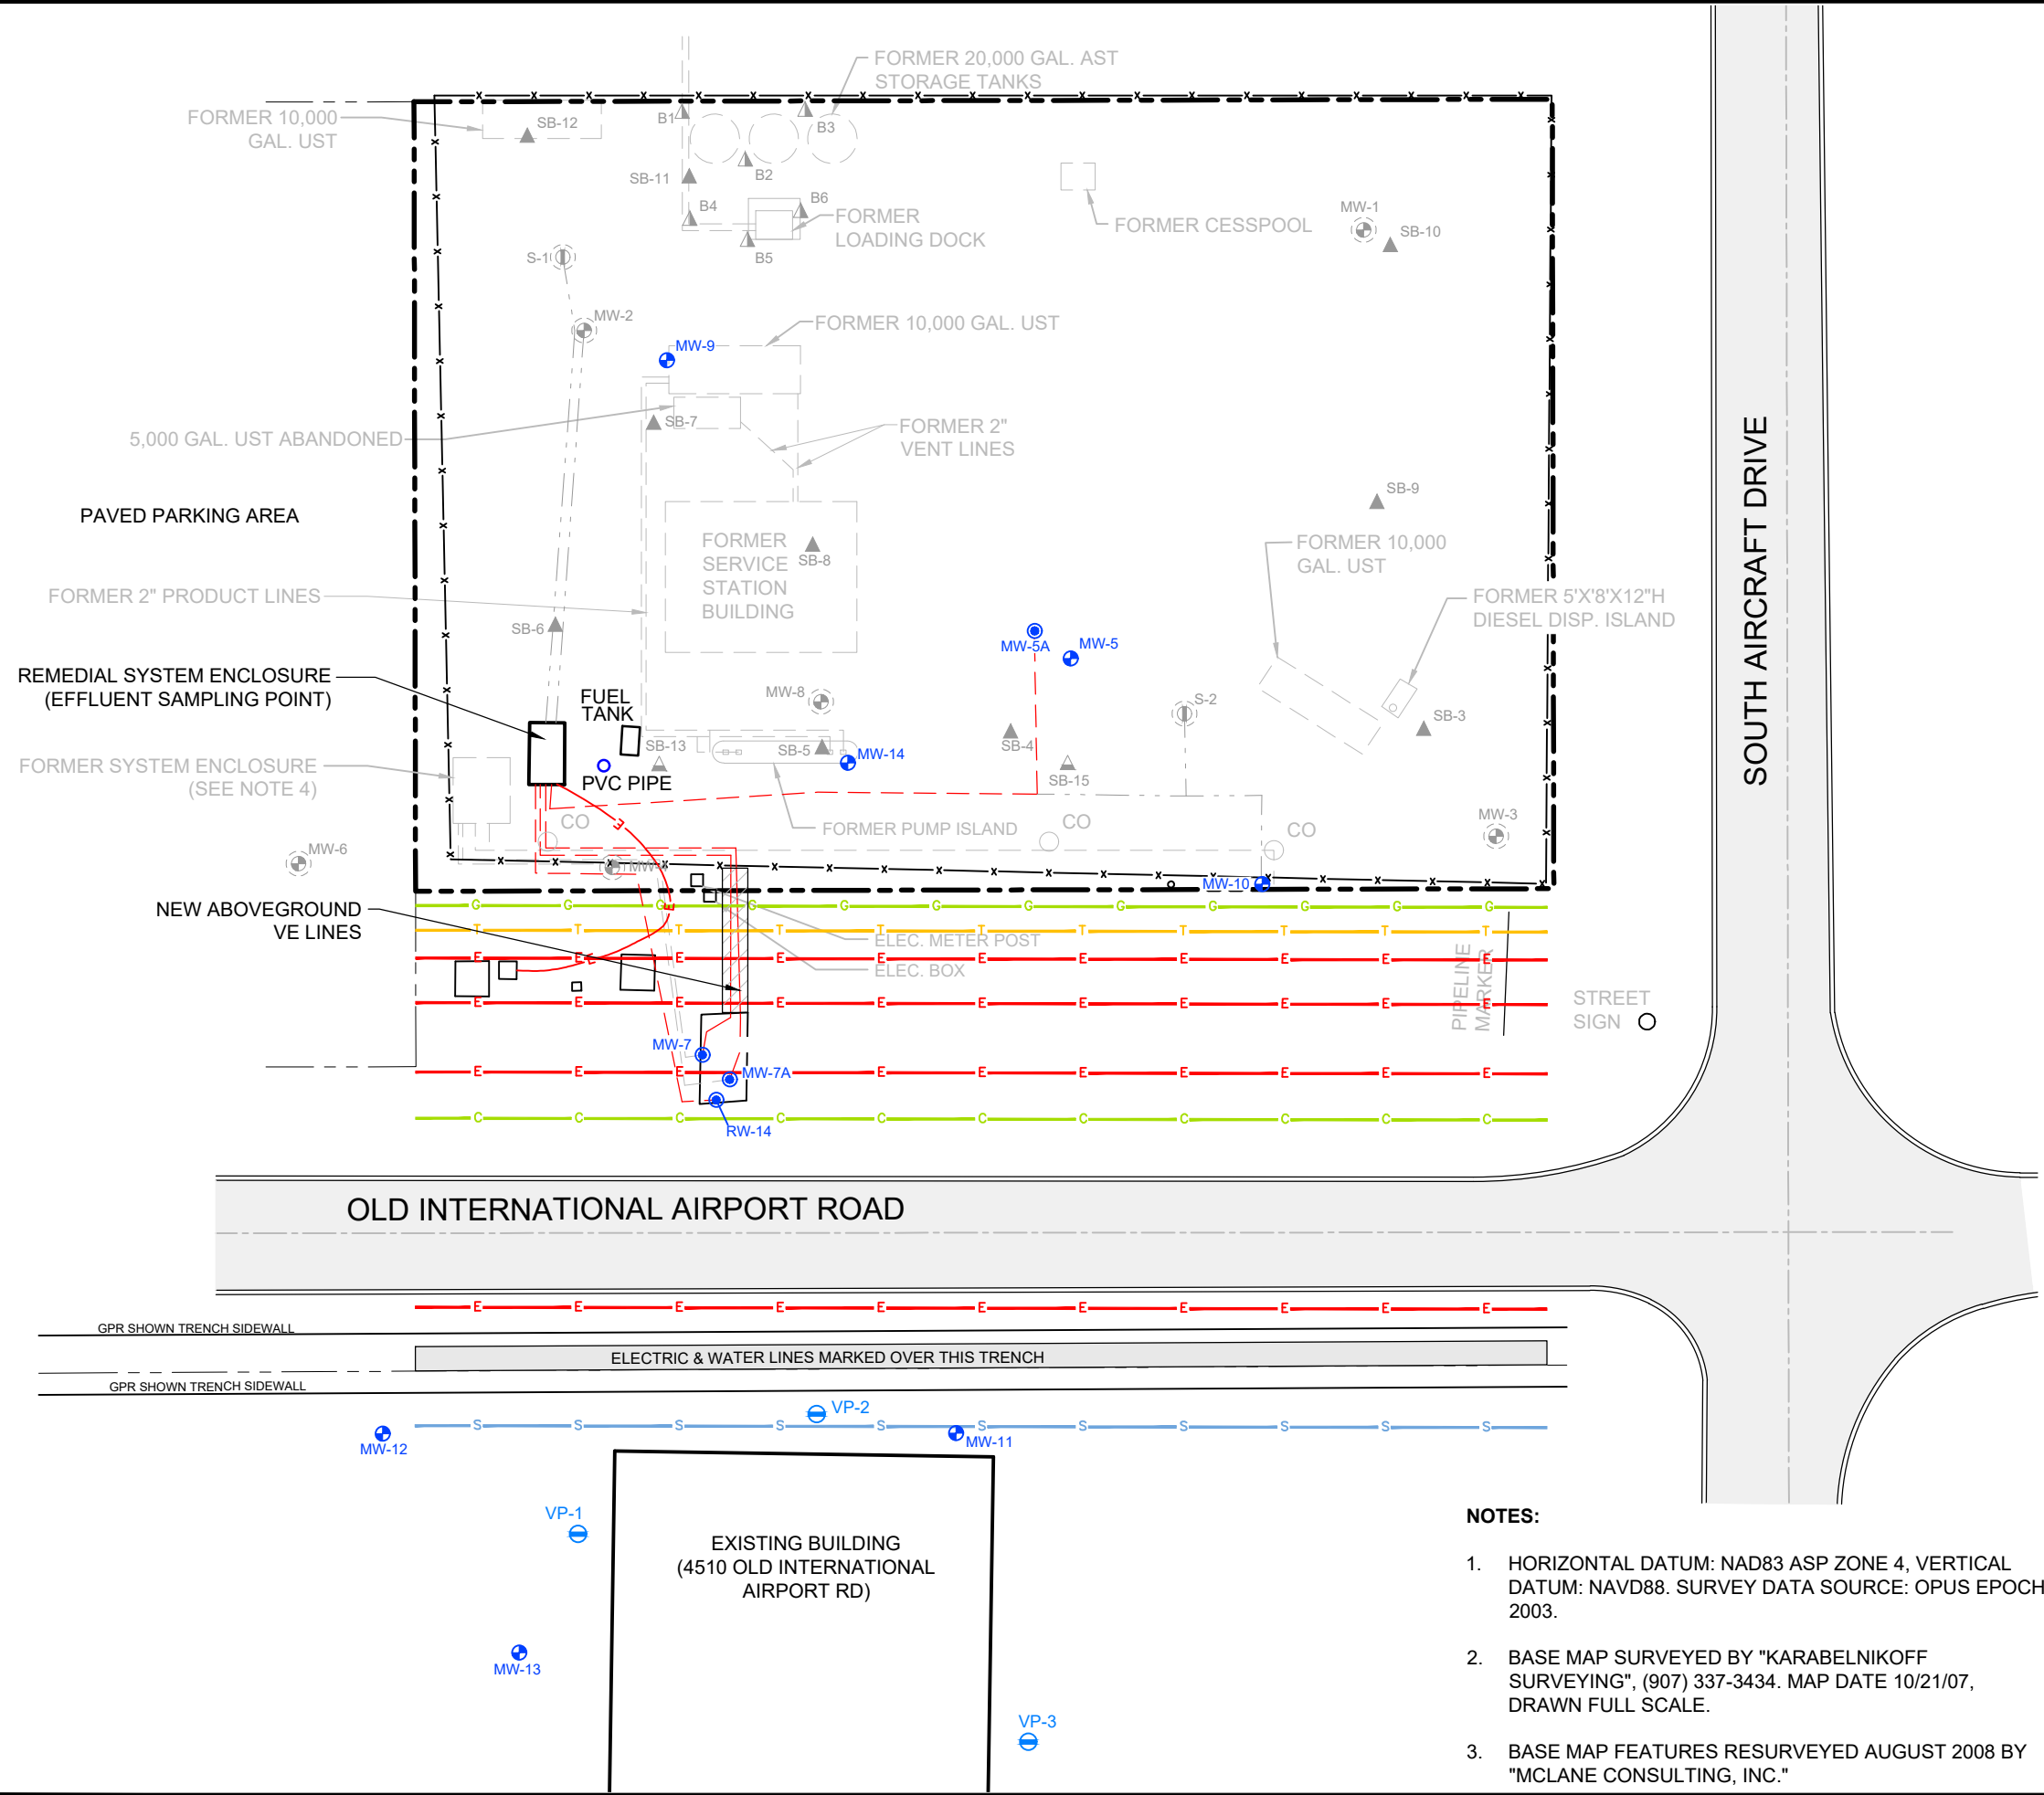 FORMER 20,000 GAL. AST
STORAGE TANKS
FORMER 10,000
GAL. UST
SB-12
B1
B3
B2
SB-11
B4
B6
FORMER
LOADING DOCK
B5
FORMER CESSPOOL
MW-1
SB-10
S-1
MW-2
FORMER 10,000 GAL. UST
MW-9
SB-7
5,000 GAL. UST ABANDONED
FORMER 2"
VENT LINES
SOUTH AIRCRAFT DRIVE
PAVED PARKING AREA
SB-9
FORMER
SERVICE
STATION
BUILDING
SB-8
FORMER 10,000
GAL. UST
FORMER 2" PRODUCT LINES
FORMER 5'X'8'X12"H
DIESEL DISP. ISLAND
SB-6
MW-5A
MW-5
REMEDIAL SYSTEM ENCLOSURE
(EFFLUENT SAMPLING POINT)
FUEL
TANK
MW-8
S-2
SB-3
SB-13
SB-5
MW-14
SB-4
SB-15
FORMER SYSTEM ENCLOSURE
(SEE NOTE 4)
PVC PIPE
CO
FORMER PUMP ISLAND
CO
CO
MW-3
MW-6
MW-4
MW-10
NEW ABOVEGROUND
VE LINES
G G G G G G G G G G G G
T T T T T T T T T T T
ELEC. METER POST
E E E E E E E E E E E
ELEC. BOX
PIPELINE
MARKER
E E E E E E E E E E E
STREET
SIGN
MW-7
E E E E E E E E E E
MW-7A
C C C C C C C C C C C
RW-14
OLD INTERNATIONAL AIRPORT ROAD
E E E E E E E E E E E
GPR SHOWN TRENCH SIDEWALL
ELECTRIC & WATER LINES MARKED OVER THIS TRENCH
GPR SHOWN TRENCH SIDEWALL
VP-2
S S S S S S S S S S S
MW-12
MW-11
VP-1
EXISTING BUILDING
(4510 OLD INTERNATIONAL
AIRPORT RD)
MW-13
VP-3
NOTES:
1. HORIZONTAL DATUM: NAD83 ASP ZONE 4, VERTICAL
DATUM: NAVD88. SURVEY DATA SOURCE: OPUS EPOCH
2003.
2. BASE MAP SURVEYED BY "KARABELNIKOFF
SURVEYING", (907) 337-3434. MAP DATE 10/21/07,
DRAWN FULL SCALE.
3. BASE MAP FEATURES RESURVEYED AUGUST 2008 BY
"MCLANE CONSULTING, INC."